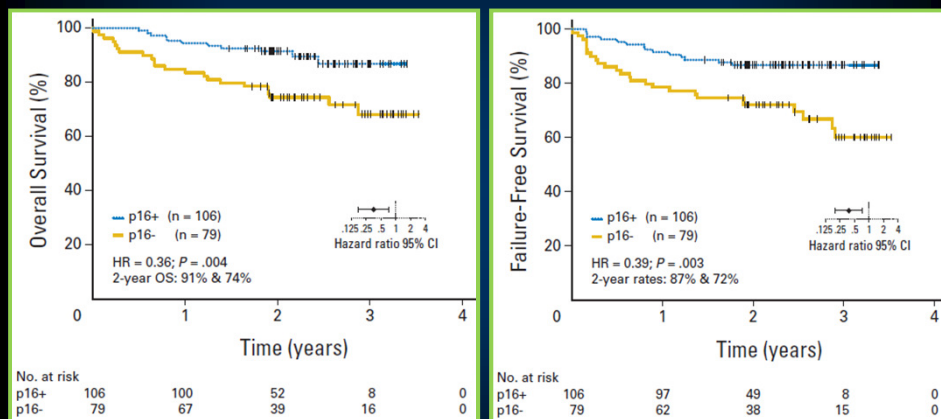 Overall Survival (%)
100
80
60
40
20
p16+ (n = 106)
p16- (n = 79)
HR = 0.36; P = .004
2-year OS: 91% & 74%
.125 .25 .5 1 2 4
Hazard ratio 95% CI
0 1 2 3 4
Time (years)
No. at risk
p16+ 106 100 52 8 0
p16- 79 67 39 16 0
Failure-Free Survival (%)
100
80
60
40
20
p16+ (n = 106)
p16- (n = 79)
HR = 0.39; P = .003
2-year rates: 87% & 72%
.125 .25 .5 1 2 4
Hazard ratio 95% CI
0 1 2 3 4
Time (years)
No. at risk
p16+ 106 97 49 8 0
p16- 79 62 38 15 0